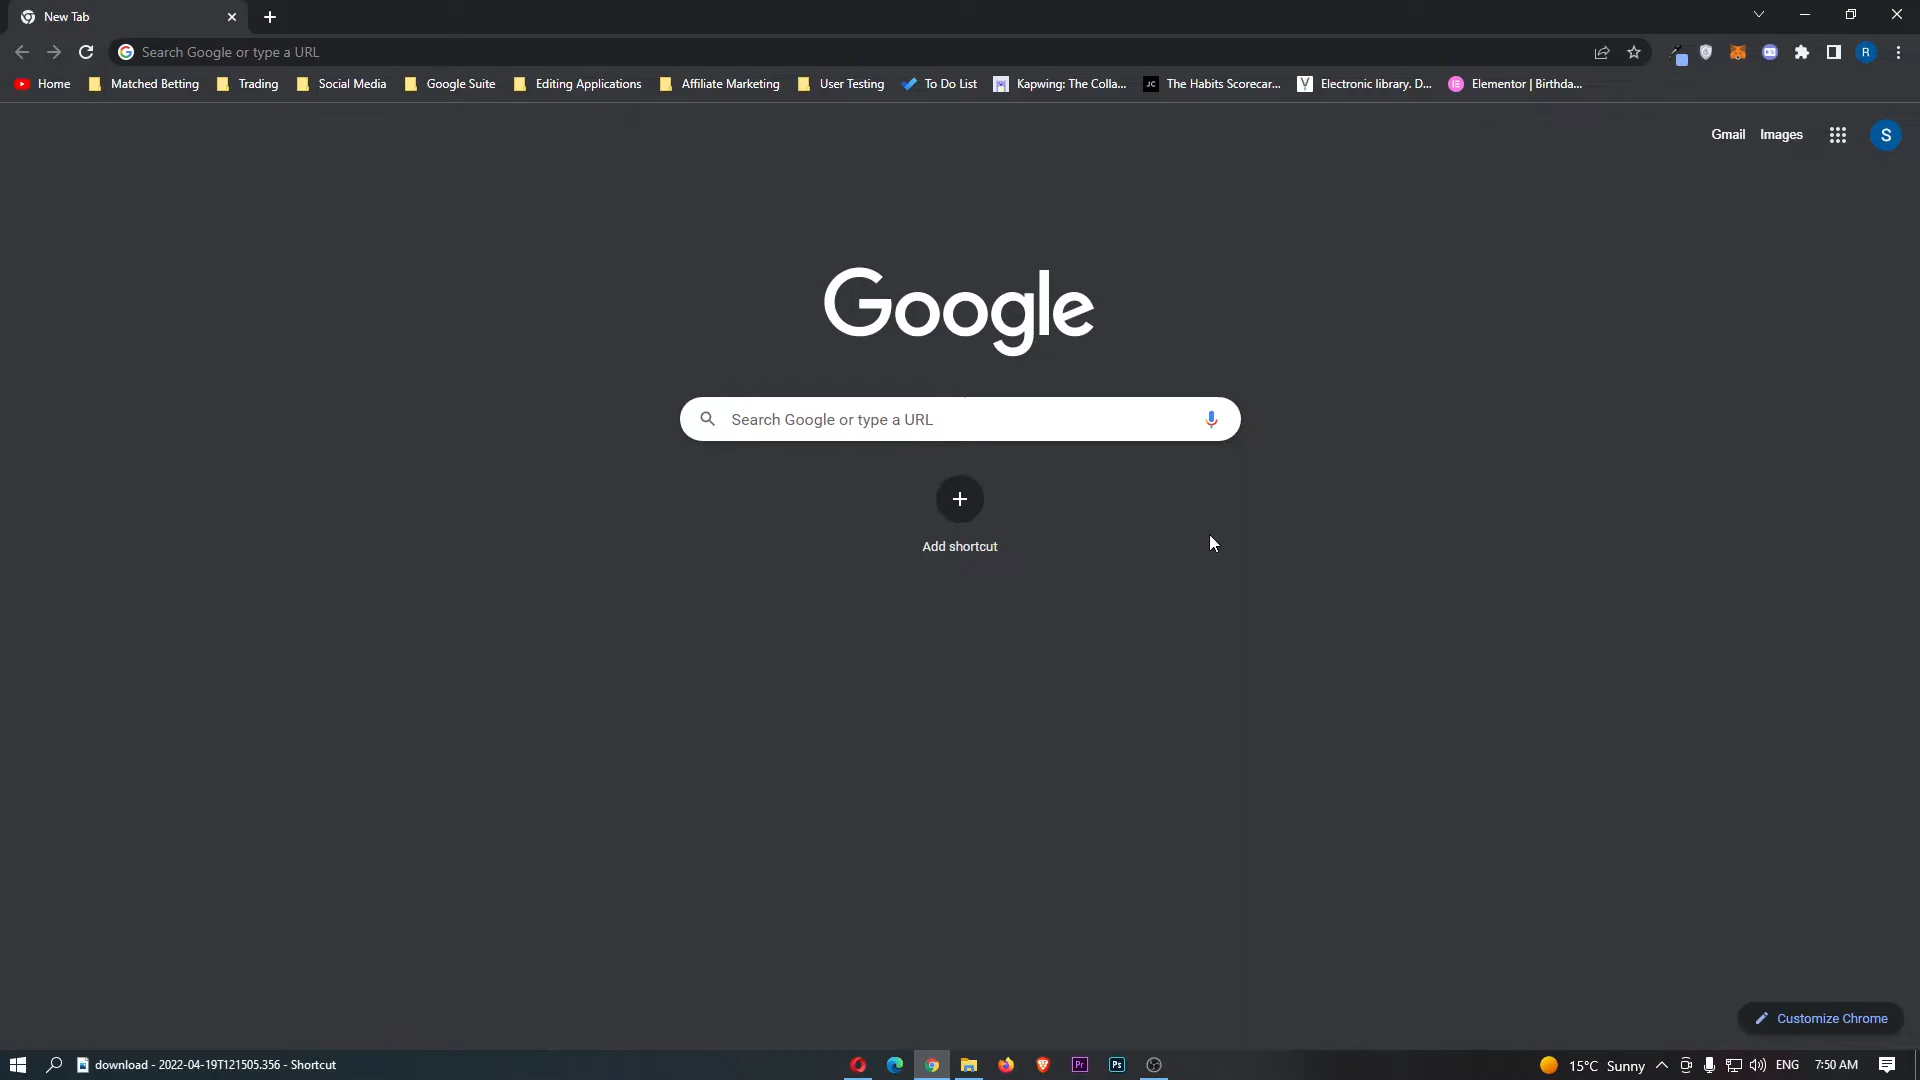 New Tab
Search Google or type a URL
Home Matched Betting Trading Social Media Google Suite Editing Applications Affiliate Marketing User Testing To Do List Kapwing: The Colla... JC The Habits Scorecar... Electronic library. D... Elementor | Birthda...
R
Gmail Images S
Google
Search Google or type a URL
Add shortcut
Customize Chrome
download - 2022-04-19T121505.356 - Shortcut Pr Ps 15°C Sunny ENG 7:50 AM